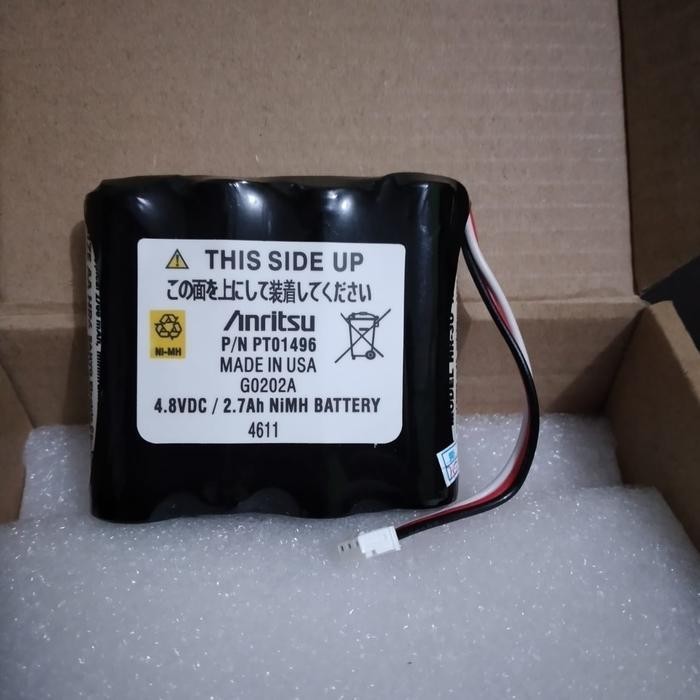 THIS SIDE UP
この面を上にして装着してください
Anritsu
P/N PT01496
NI-MH
MADE IN USA
G0202A
4.8VDC / 2.7Ah NiMH BATTERY
4611